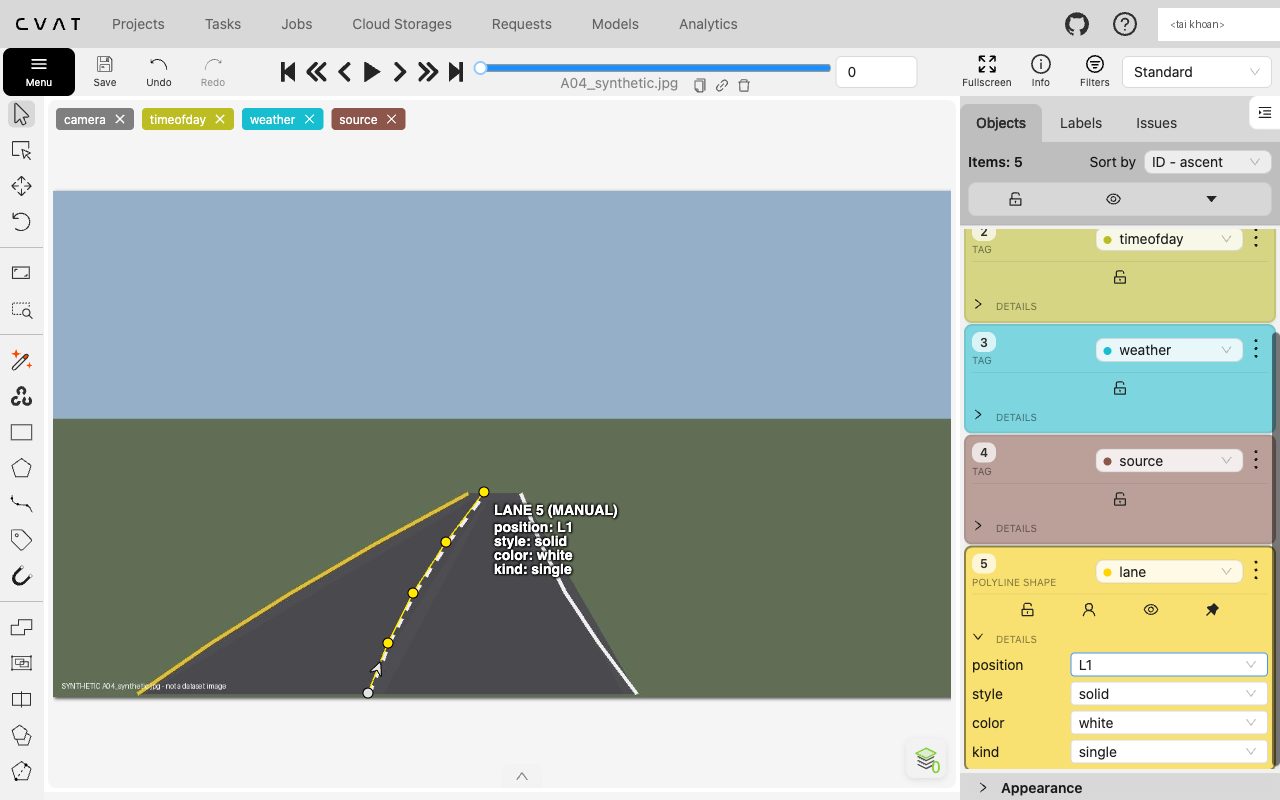 CVAT
Projects
Tasks
Jobs
Cloud Storages
Requests
Models
Analytics
<tai khoan>
Menu
Save
Undo
Redo
A04_synthetic.jpg
0
Fullscreen
Info
Filters
Standard
camera
timeofday
weather
source
Objects
Labels
Issues
Items: 5
Sort by
ID - ascent
2
timeofday
TAG
DETAILS
3
weather
TAG
DETAILS
4
source
TAG
DETAILS
5
lane
POLYLINE SHAPE
DETAILS
position
L1
style
solid
color
white
kind
single
Appearance
LANE 5 (MANUAL)
position: L1
style: solid
color: white
kind: single
SYNTHETIC A04_synthetic.jpg - not a dataset image
0